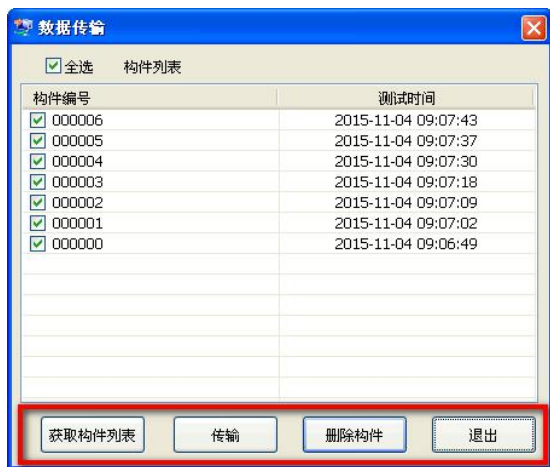 数据传输
全选 构件列表
构件编号 测试时间
000006 2015-11-04 09:07:43
000005 2015-11-04 09:07:37
000004 2015-11-04 09:07:30
000003 2015-11-04 09:07:18
000002 2015-11-04 09:07:09
000001 2015-11-04 09:07:02
000000 2015-11-04 09:06:49
获取构件列表 传输 删除构件 退出